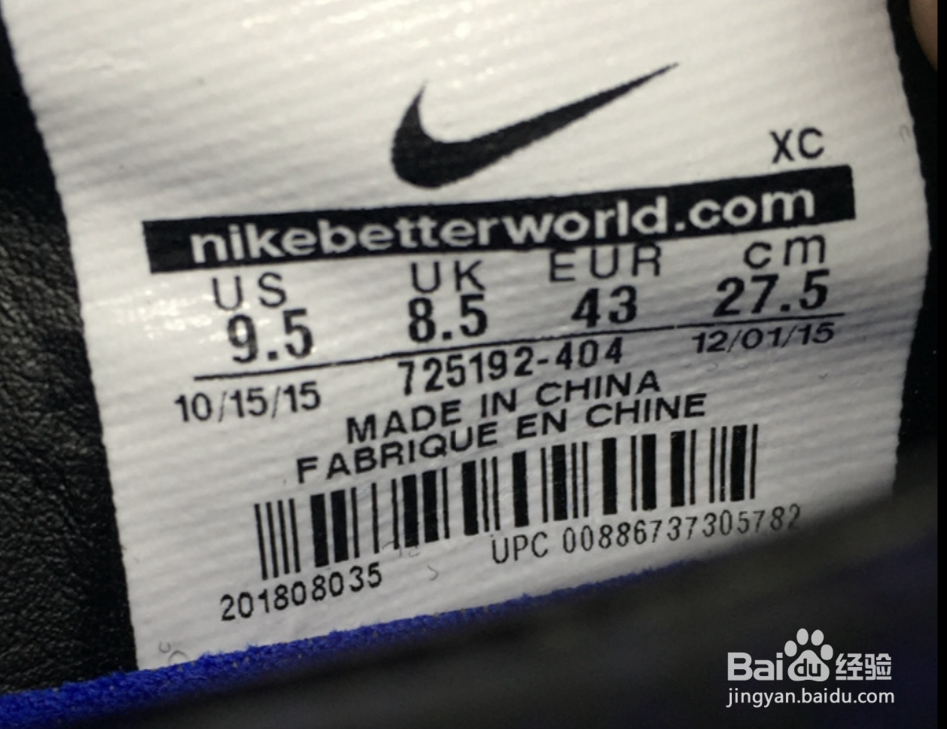 XC
nikebetterworld.com
US UK EUR cm
9.5 8.5 43 27.5
10/15/15 725192-404 12/01/15
MADE IN CHINA
FABRIQUE EN CHINE
201808035 UPC 00886737305782
Baidu经验
jingyan.baidu.com